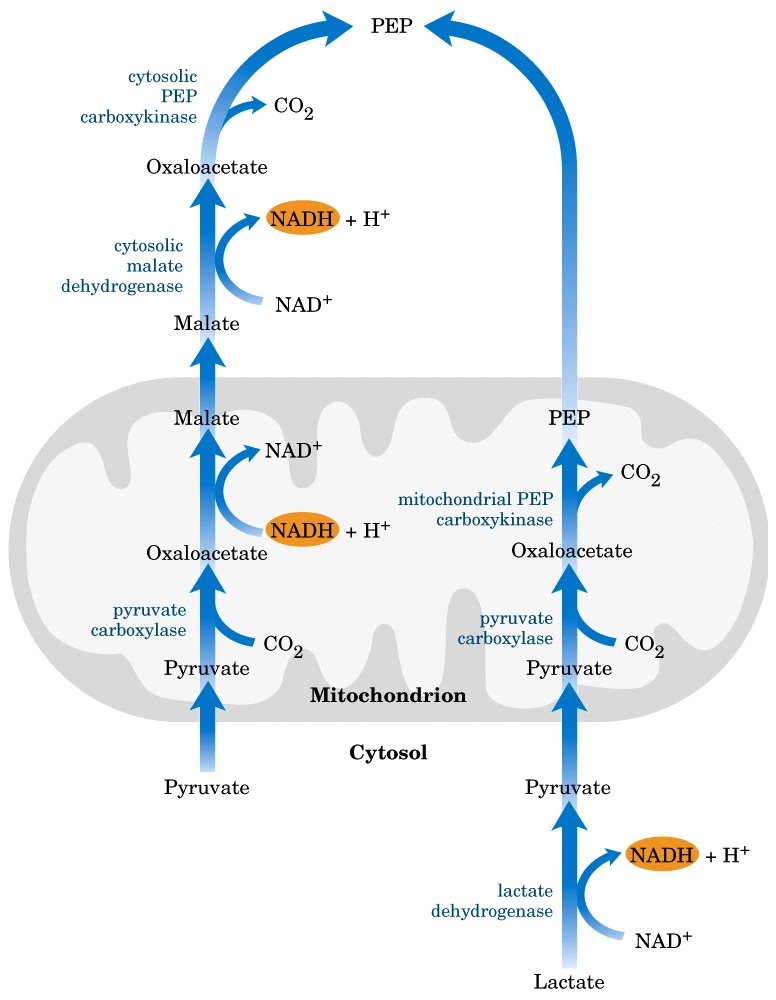 PEP
cytosolic
PEP
carboxykinase
CO₂
Oxaloacetate
NADH + H⁺
cytosolic
malate
dehydrogenase
NAD⁺
Malate
Malate
NAD⁺
NADH + H⁺
Oxaloacetate
pyruvate
carboxylase
CO₂
Pyruvate
Pyruvate
PEP
CO₂
mitochondrial PEP
carboxykinase
Oxaloacetate
pyruvate
carboxylase
CO₂
Pyruvate
Mitochondrion
Cytosol
Pyruvate
NADH + H⁺
lactate
dehydrogenase
NAD⁺
Lactate